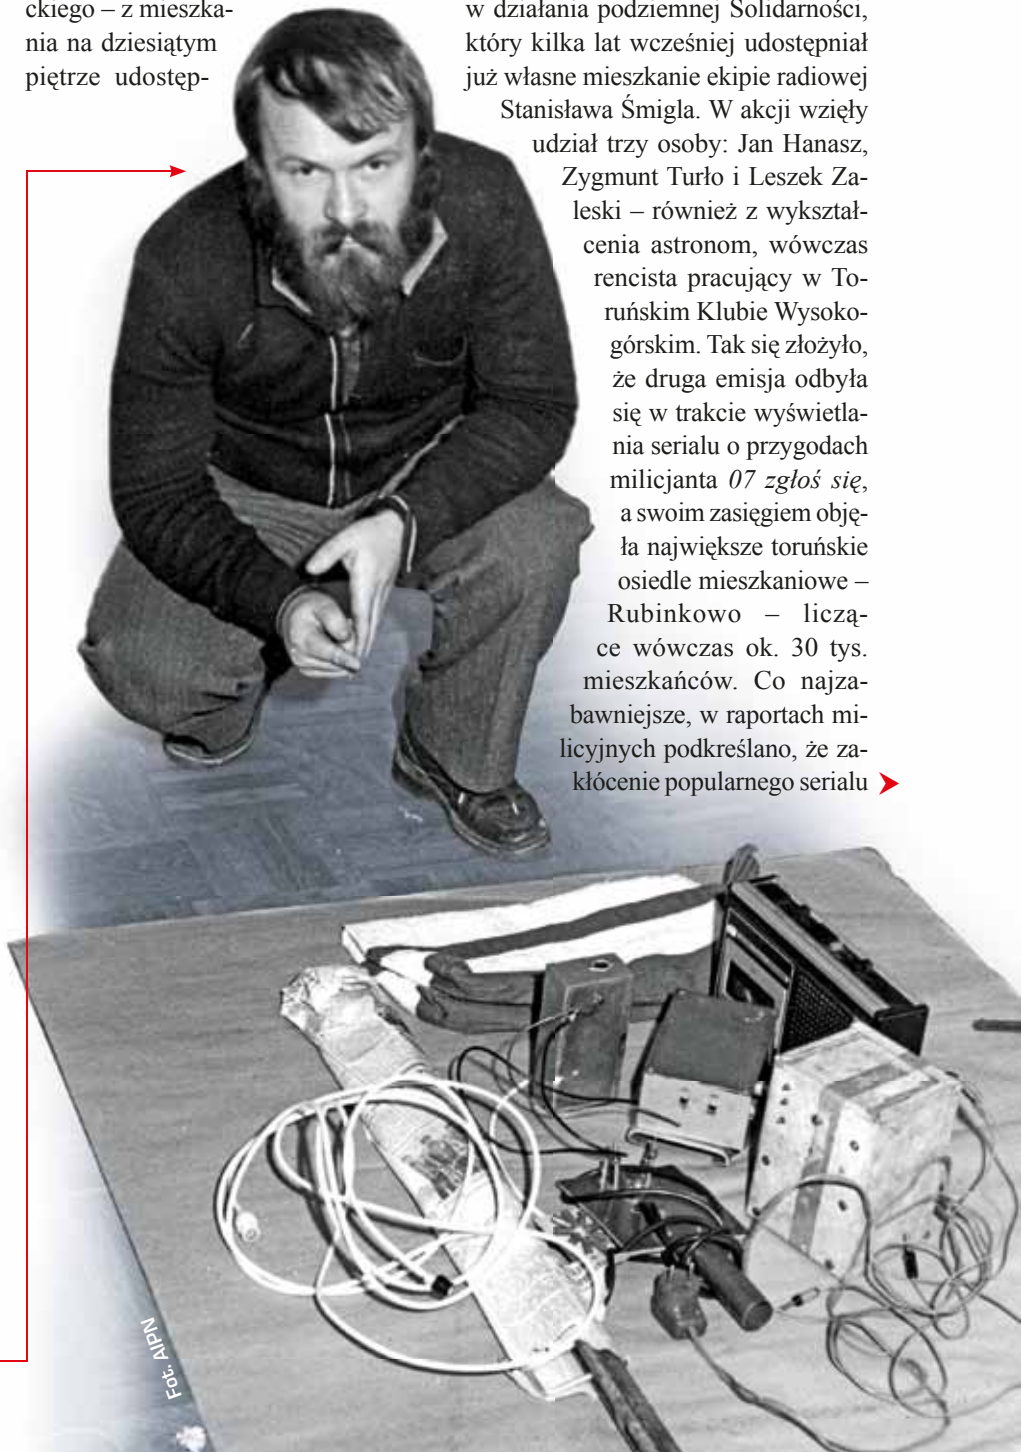 ckiego – z mieszka-
nia na dziesiątym
piętrze udostęp-
w działania podziemnej Solidarności,
który kilka lat wcześniej udostępniał
już własne mieszkanie ekipie radiowej
Stanisława Śmigla. W akcji wzięły
udział trzy osoby: Jan Hanasz,
Zygmunt Turło i Leszek Za-
leski – również z wykształ-
cenia astronom, wówczas
rencista pracujący w To-
ruńskim Klubie Wysoko-
górskim. Tak się złożyło,
że druga emisja odbyła
się w trakcie wyświetla-
nia serialu o przygodach
milicjanta 07 zgłoś się,
a swoim zasięgiem obję-
ła największe toruńskie
osiedle mieszkaniowe –
Rubinkowo – liczą-
ce wówczas ok. 30 tys.
mieszkańców. Co najza-
bawniejsze, w raportach mi-
licyjnych podkreślano, że za-
kłócenie popularnego serialu
Fot. AIPN